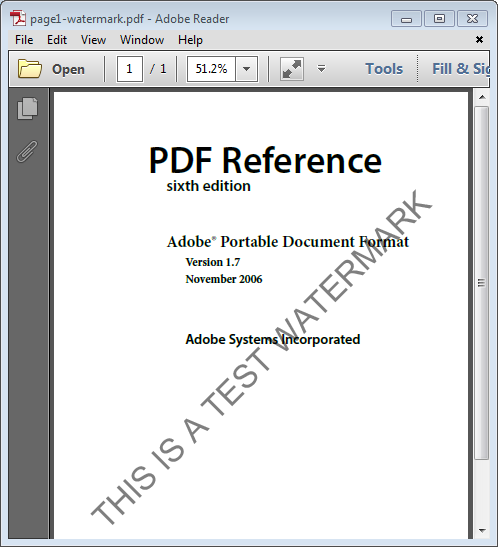 page1-watermark.pdf - Adobe Reader
File Edit View Window Help
Open 1 / 1 51.2% Tools Fill & Sig
PDF Reference
sixth edition
Adobe® Portable Document Format
Version 1.7
November 2006
Adobe Systems Incorporated
THIS IS A TEST WATERMARK